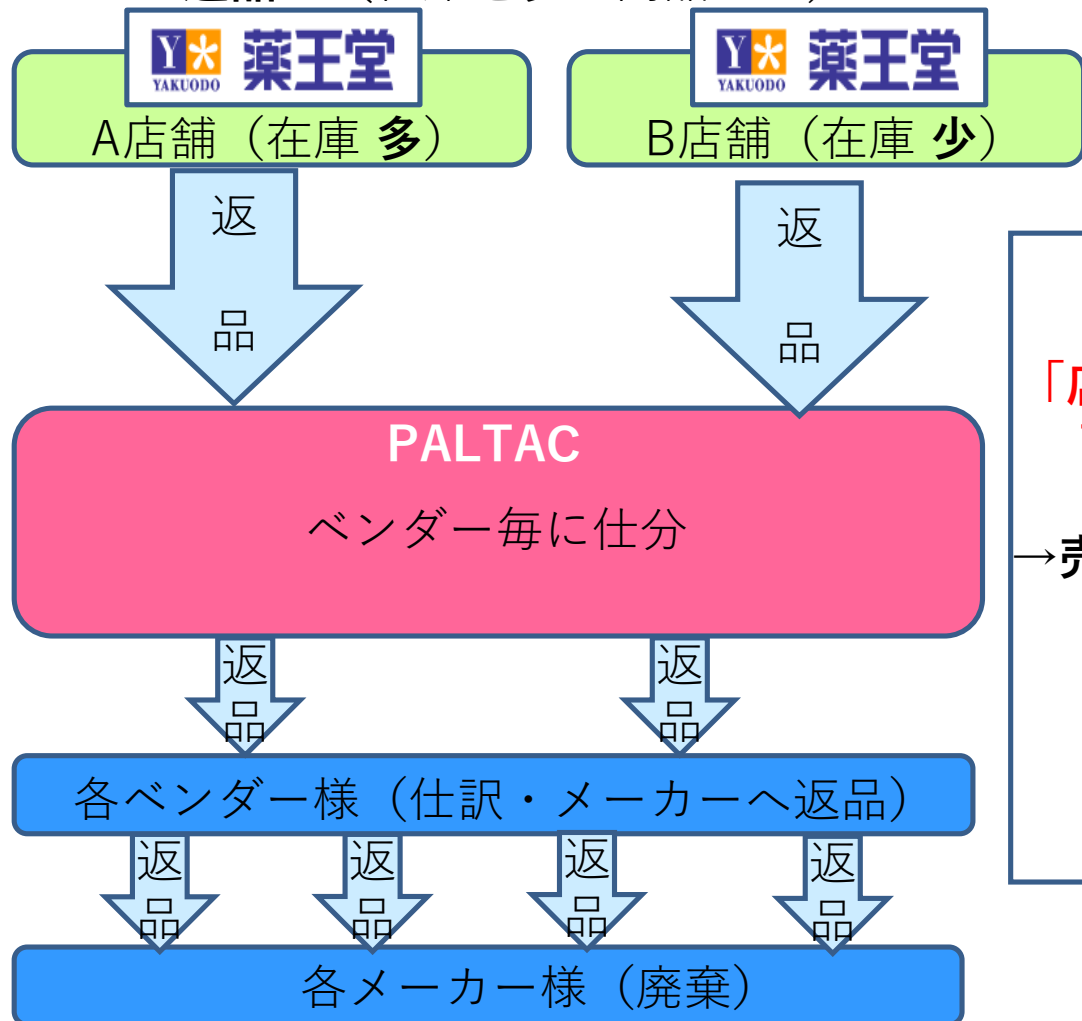 Y* 薬王堂
YAKUODO
A店舗（在庫 多）
Y* 薬王堂
YAKUODO
B店舗（在庫 少）
返
品
返
品
「店
→売
PALTAC
ベンダー毎に仕分
返
品
返
品
各ベンダー様（仕訳・メーカーへ返品）
返
品
返
品
返
品
返
品
各メーカー様（廃棄）